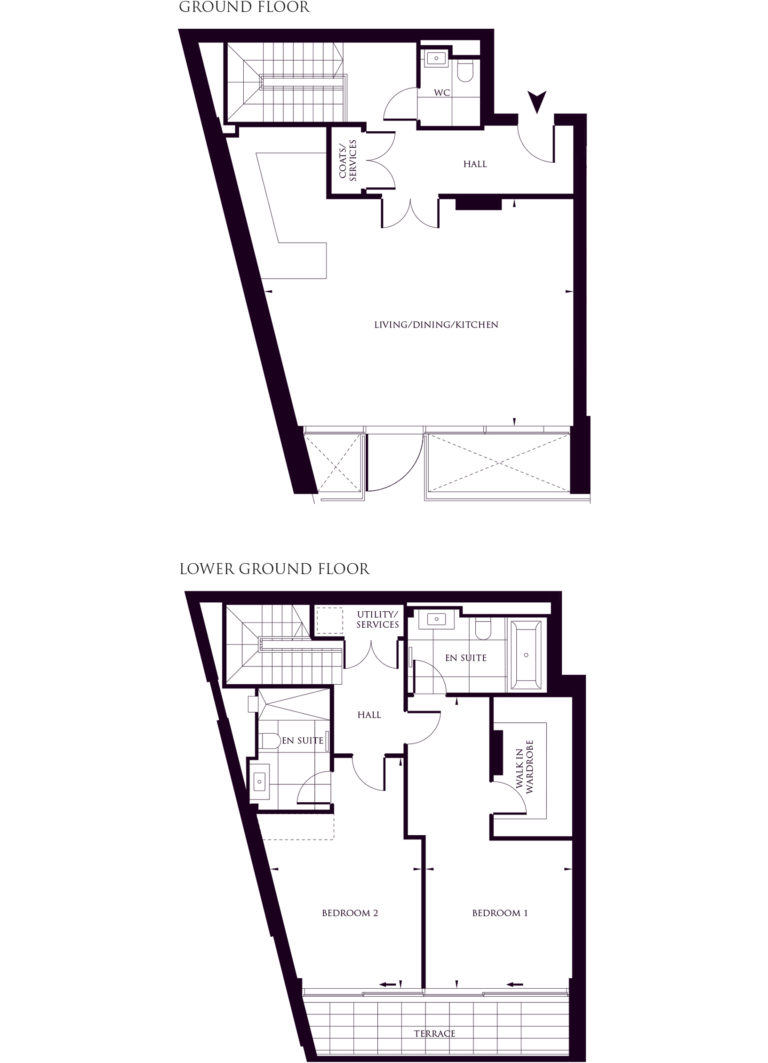 GROUND FLOOR
WC
COATS/
SERVICES
HALL
LIVING/DINING/KITCHEN
LOWER GROUND FLOOR
UTILITY/
SERVICES
EN SUITE
HALL
EN SUITE
WALK IN
WARDROBE
BEDROOM 2
BEDROOM 1
TERRACE